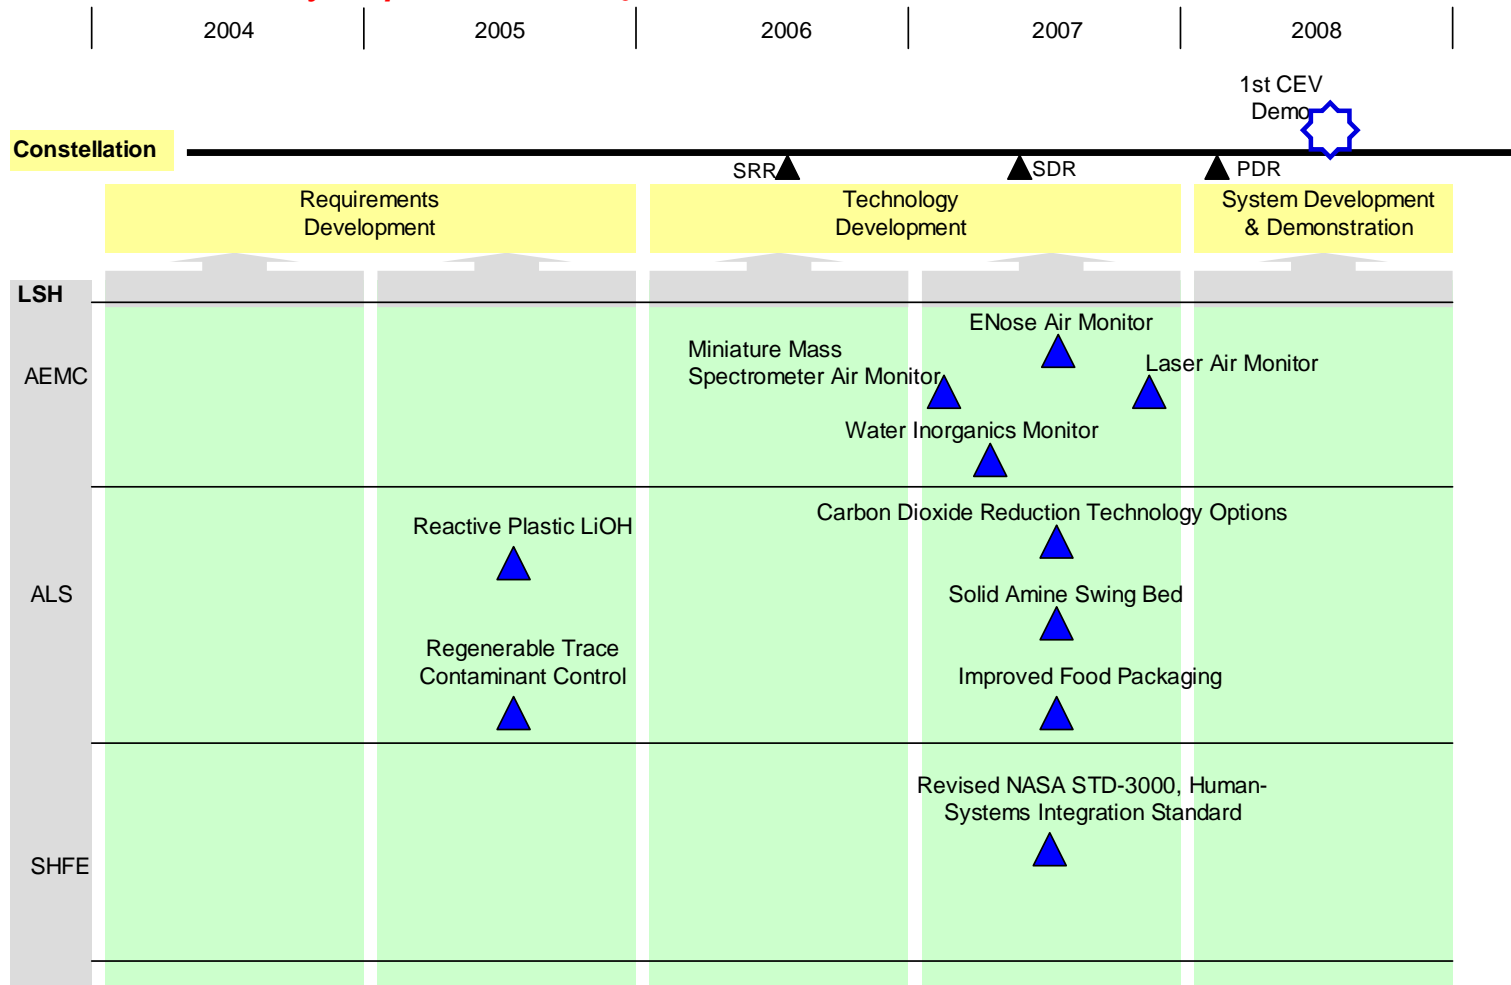 2004
2005
2006
2007
2008
1st CEV
Demo
Constellation
SRR
SDR
PDR
Requirements
Development
Technology
Development
System Development
& Demonstration
LSH
AEMC
ENose Air Monitor
Miniature Mass
Spectrometer Air Monitor
Laser Air Monitor
Water Inorganics Monitor
ALS
Reactive Plastic LiOH
Carbon Dioxide Reduction Technology Options
Solid Amine Swing Bed
Regenerable Trace
Contaminant Control
Improved Food Packaging
SHFE
Revised NASA STD-3000, Human-
Systems Integration Standard